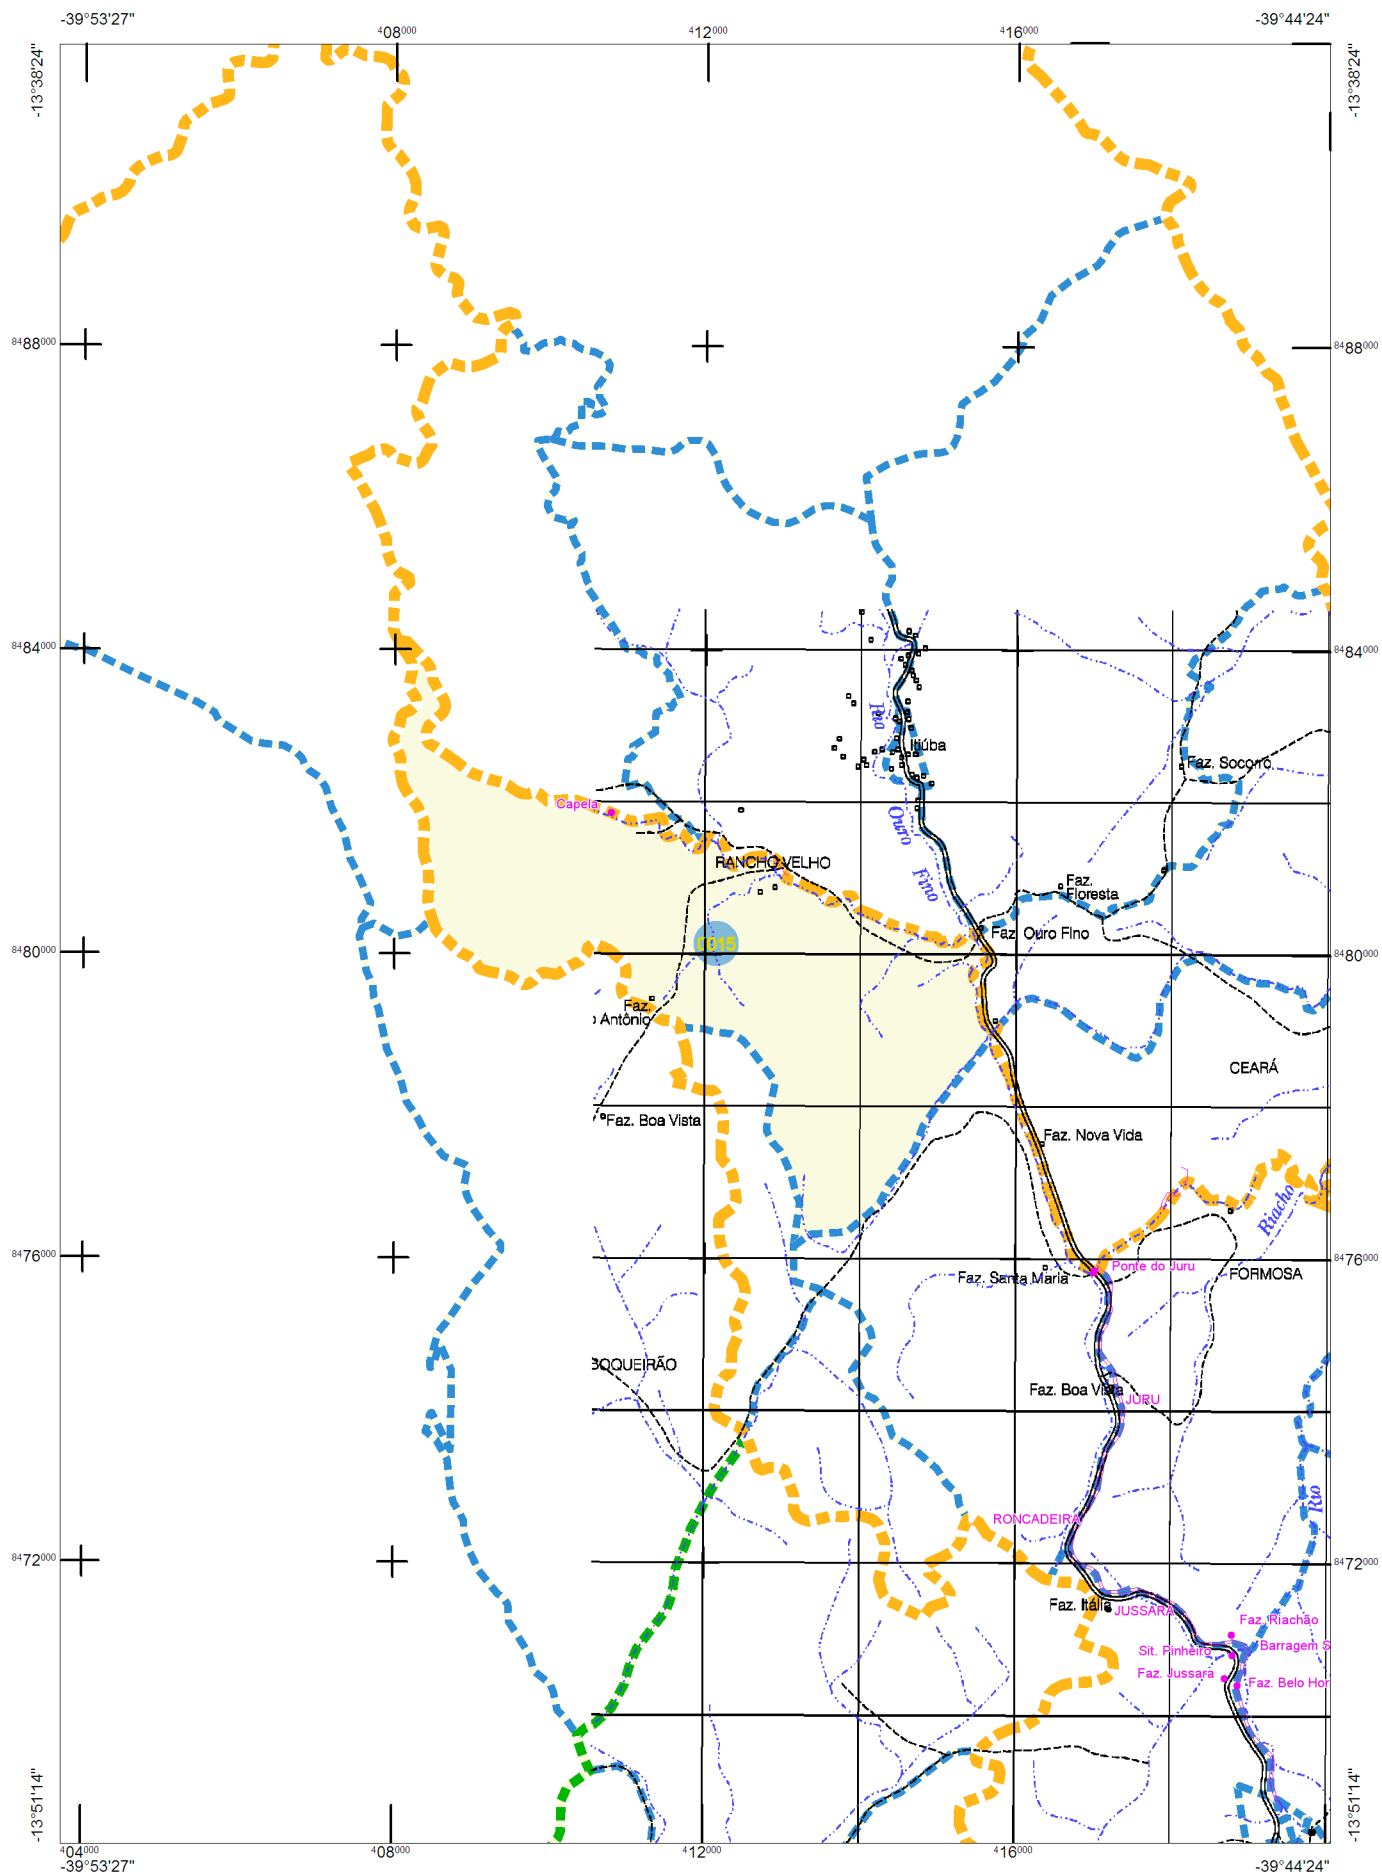 -39°53'27"
-39°44'24"
408000
412000
416000
-13°38'24"
-13°38'24"
8488000
8488000
8484000
8484000
Rio
Itiúba
Faz. Socorro
Capela
Ouro
RANCHO VELHO
Fino
Faz.
Floresta
Faz. Ouro Fino
8480000
8480000
Faz.
o Antônio
CEARÁ
Faz. Boa Vista
Faz. Nova Vida
Riacho
8476000
8476000
Ponte do Juru
Faz. Santa Maria
FORMOSA
BOQUEIRÃO
Faz. Boa Vista
JURU
Rio
RONCADEIRA
8472000
8472000
Faz. Itália
JUSSARA
Faz. Riachão
Sit. Pinheiro
Barragem S
Faz. Jussara
Faz. Belo Hor
-13°51'14"
-13°51'14"
404000
408000
412000
416000
-39°53'27"
-39°44'24"